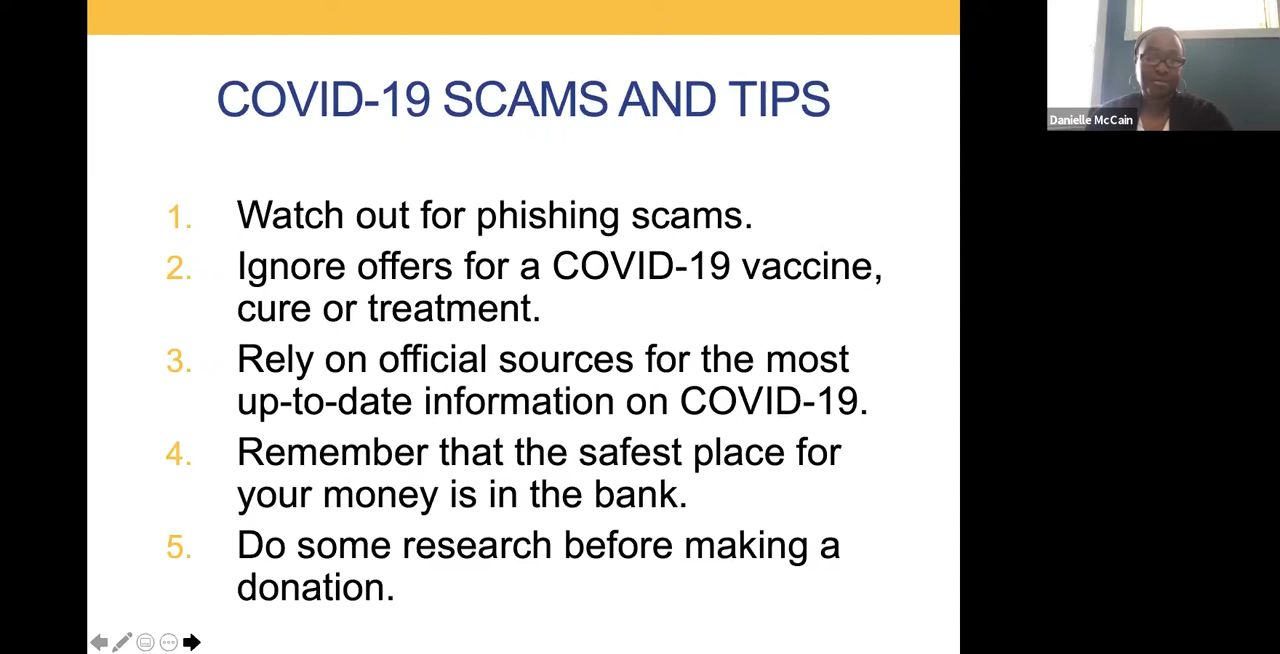 COVID-19 SCAMS AND TIPS
1. Watch out for phishing scams.
2. Ignore offers for a COVID-19 vaccine,
cure or treatment.
3. Rely on official sources for the most
up-to-date information on COVID-19.
4. Remember that the safest place for
your money is in the bank.
5. Do some research before making a
donation.
Danielle McCain